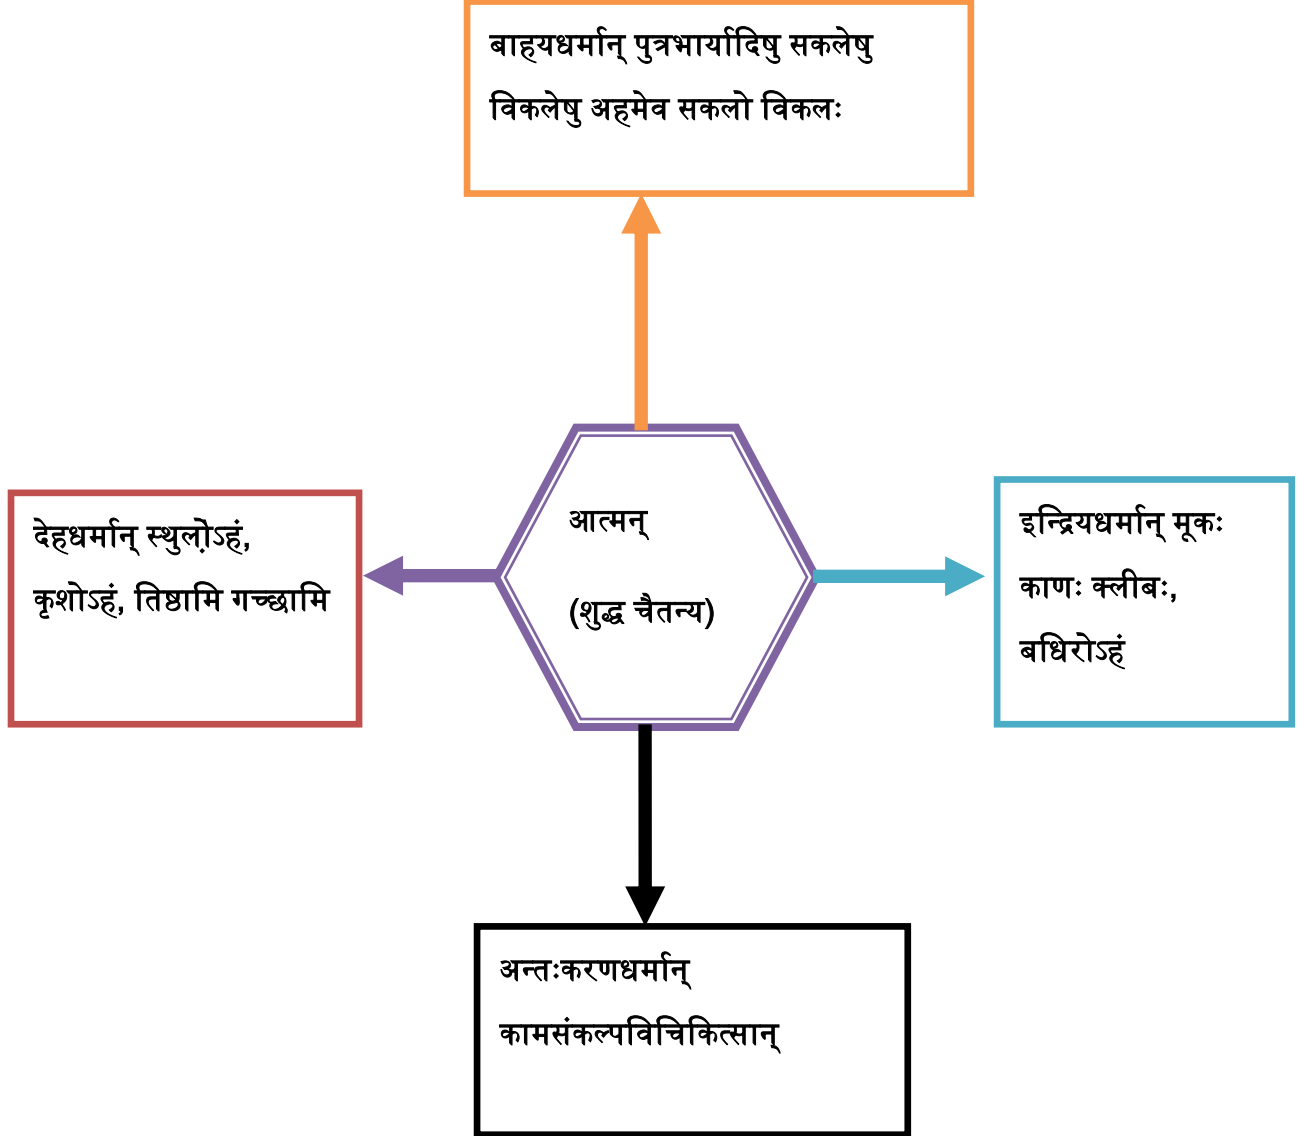 बाहयधर्मान् पुत्रभार्यादिषु सकलेषु
विकलेषु अहमेव सकलो विकलः
देहधर्मान् स्थुलो़ऽहं,
कृशोऽहं, तिष्ठामि गच्छामि
आत्मन्
(शुद्ध चैतन्य)
इन्द्रियधर्मान् मूकः
काणः क्लीबः,
बधिरोऽहं
अन्तःकरणधर्मान्
कामसंकल्पविचिकित्सान्